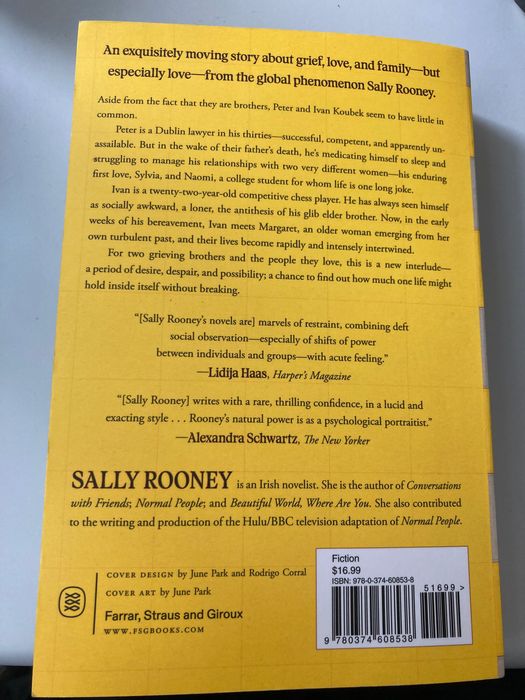 An exquisitely moving story about grief, love, and family—but
especially love—from the global phenomenon Sally Rooney.
Aside from the fact that they are brothers, Peter and Ivan Koubek seem to have little in
common.
Peter is a Dublin lawyer in his thirties—successful, competent, and apparently un-
assailable. But in the wake of their father's death, he's medicating himself to sleep and
struggling to manage his relationships with two very different women—his enduring
first love, Sylvia, and Naomi, a college student for whom life is one long joke.
Ivan is a twenty-two-year-old competitive chess player. He has always seen himself
as socially awkward, a loner, the antithesis of his glib elder brother. Now, in the early
weeks of his bereavement, Ivan meets Margaret, an older woman emerging from her
own turbulent past, and their lives become rapidly and intensely intertwined.
For two grieving brothers and the people they love, this is a new interlude—
a period of desire, despair, and possibility; a chance to find out how much one life might
hold inside itself without breaking.
“[Sally Rooney's novels are] marvels of restraint, combining deft
social observation—especially of shifts of power
between individuals and groups—with acute feeling.”
—Lidija Haas, Harper's Magazine
“[Sally Rooney] writes with a rare, thrilling confidence, in a lucid and
exacting style . . . Rooney's natural power is as a psychological portraitist.”
—Alexandra Schwartz, The New Yorker
SALLY ROONEY is an Irish novelist. She is the author of Conversations
with Friends; Normal People; and Beautiful World, Where Are You. She also contributed
to the writing and production of the Hulu/BBC television adaptation of Normal People.
COVER DESIGN by June Park and Rodrigo Corral
COVER ART by June Park
Farrar, Straus and Giroux
WWW.FSGBOOKS.COM
Fiction
$16.99
ISBN: 978-0-374-60853-8
51699>
9780374608538